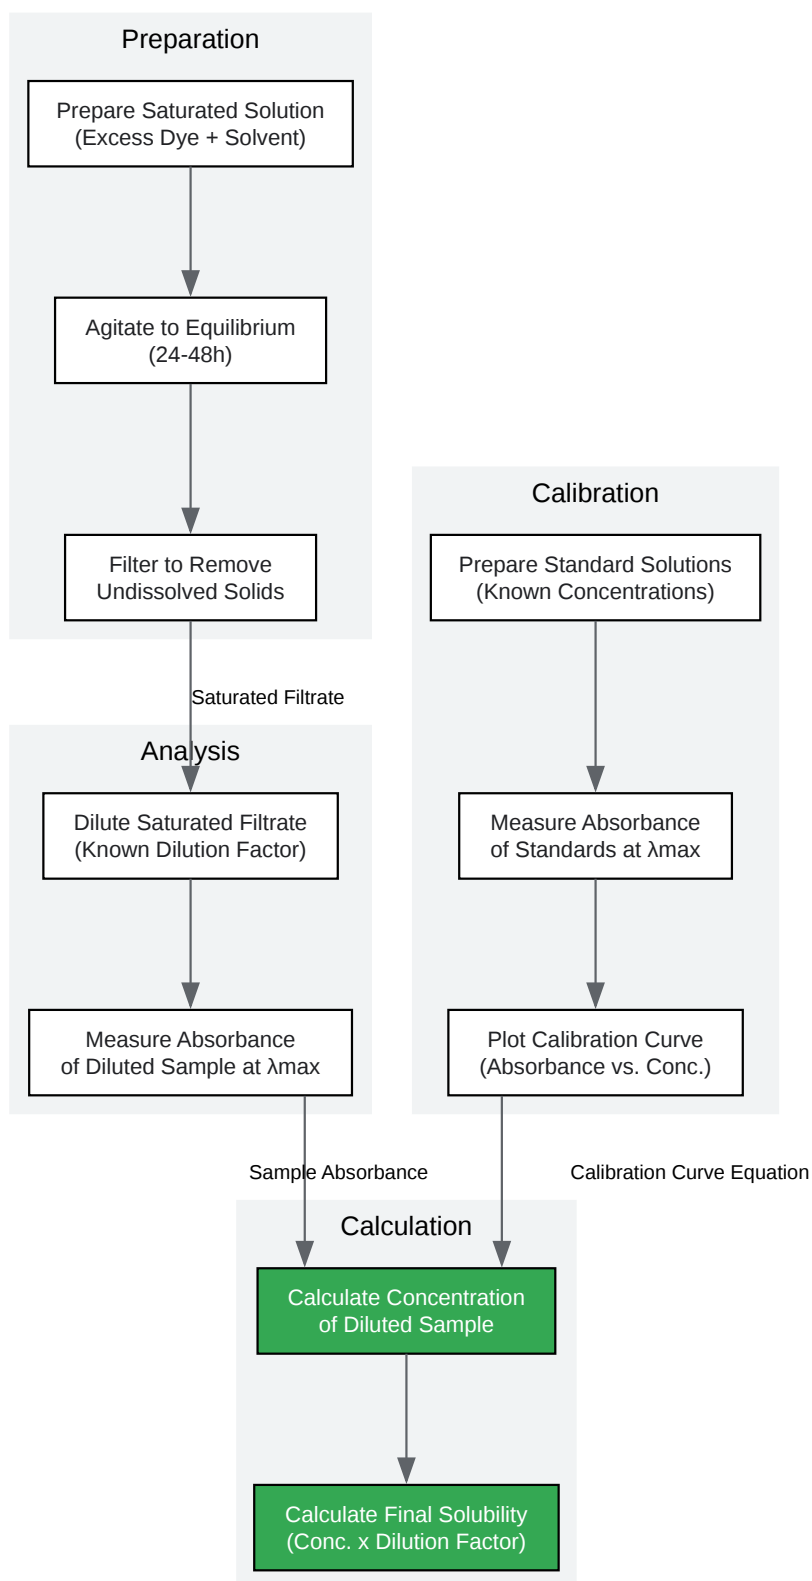 Preparation
Prepare Saturated Solution
(Excess Dye + Solvent)
Agitate to Equilibrium
(24-48h)
Filter to Remove
Undissolved Solids
Saturated Filtrate
Analysis
Dilute Saturated Filtrate
(Known Dilution Factor)
Measure Absorbance
of Diluted Sample at λmax
Sample Absorbance
Calibration
Prepare Standard Solutions
(Known Concentrations)
Measure Absorbance
of Standards at λmax
Plot Calibration Curve
(Absorbance vs. Conc.)
Calibration Curve Equation
Calculation
Calculate Concentration
of Diluted Sample
Calculate Final Solubility
(Conc. x Dilution Factor)